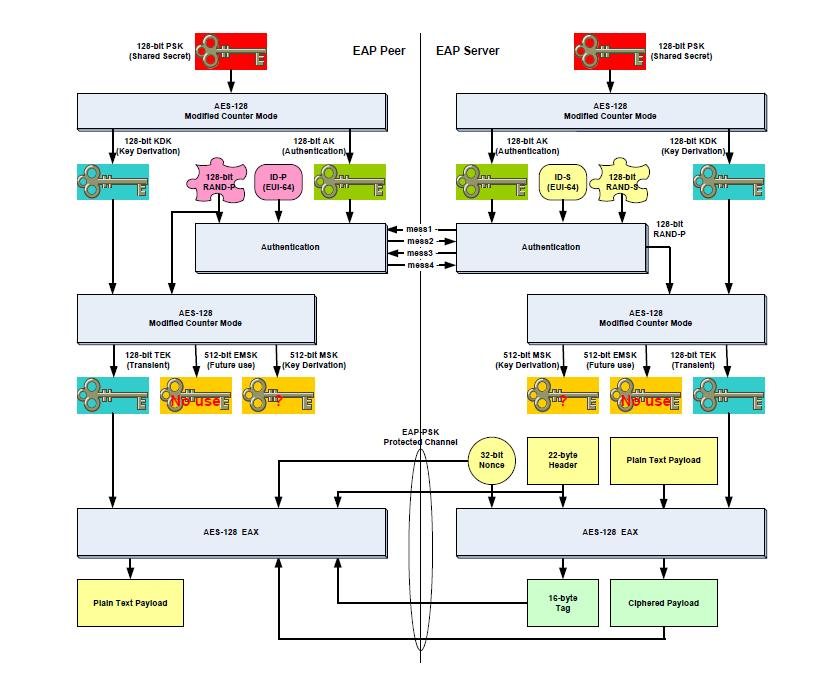 128-bit PSK
(Shared Secret)
EAP Peer
EAP Server
128-bit PSK
(Shared Secret)
AES-128
Modified Counter Mode
AES-128
Modified Counter Mode
128-bit KDK
(Key Derivation)
128-bit AK
(Authentication)
128-bit AK
(Authentication)
128-bit KDK
(Key Derivation)
128-bit
RAND-P
ID-P
(EUI-64)
ID-S
(EUI-64)
128-bit
RAND-S
Authentication
mess1
mess2
mess3
mess4
Authentication
128-bit
RAND-P
AES-128
Modified Counter Mode
AES-128
Modified Counter Mode
128-bit TEK
(Transient)
512-bit EMSK
(Future use)
512-bit MSK
(Key Derivation)
512-bit MSK
(Key Derivation)
512-bit EMSK
(Future use)
128-bit TEK
(Transient)
No use
?
?
No use
EAP-PSK
Protected Channel
32-bit
Nonce
22-byte
Header
Plain Text Payload
AES-128 EAX
AES-128 EAX
Plain Text Payload
16-byte
Tag
Ciphered Payload